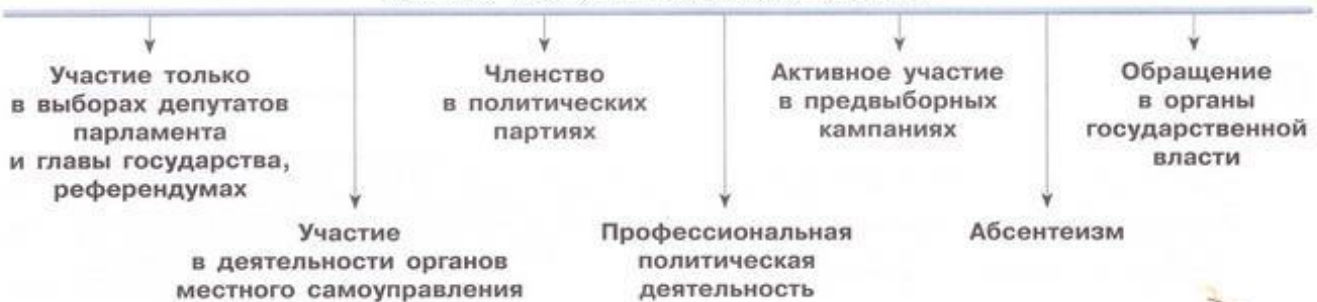 Участие только
в выборах депутатов
парламента
и главы государства,
референдумах
Участие
в деятельности органов
местного самоуправления
Членство
в политических
партиях
Профессиональная
политическая
деятельность
Активное участие
в предвыборных
кампаниях
Абсентеизм
Обращение
в органы
государственной
власти